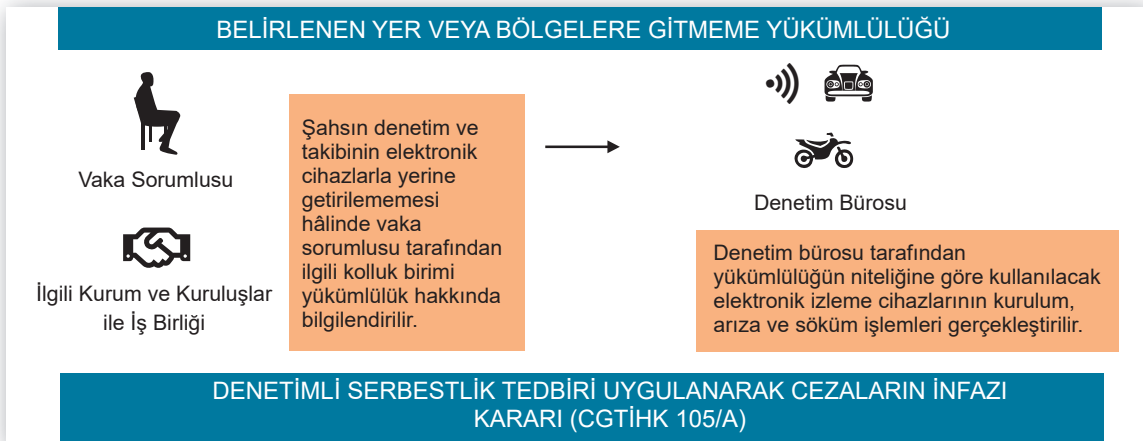 BELİRLENEN YER VEYA BÖLGELERE GİTMEME YÜKÜMLÜLÜĞÜ
Vaka Sorumlusu
İlgili Kurum ve Kuruluşlar
ile İş Birliği
Şahsın denetim ve
takibinin elektronik
cihazlarla yerine
getirilememesi
hâlinde vaka
sorumlusu tarafından
ilgili kolluk birimi
yükümlülük hakkında
bilgilendirilir.
Denetim Bürosu
Denetim bürosu tarafından
yükümlülüğün niteliğine göre kullanılacak
elektronik izleme cihazlarının kurulum,
arıza ve söküm işlemleri gerçekleştirilir.
DENETİMLİ SERBESTLİK TEDBİRİ UYGULANARAK CEZALARIN İNFAZI
KARARI (CGTİHK 105/A)